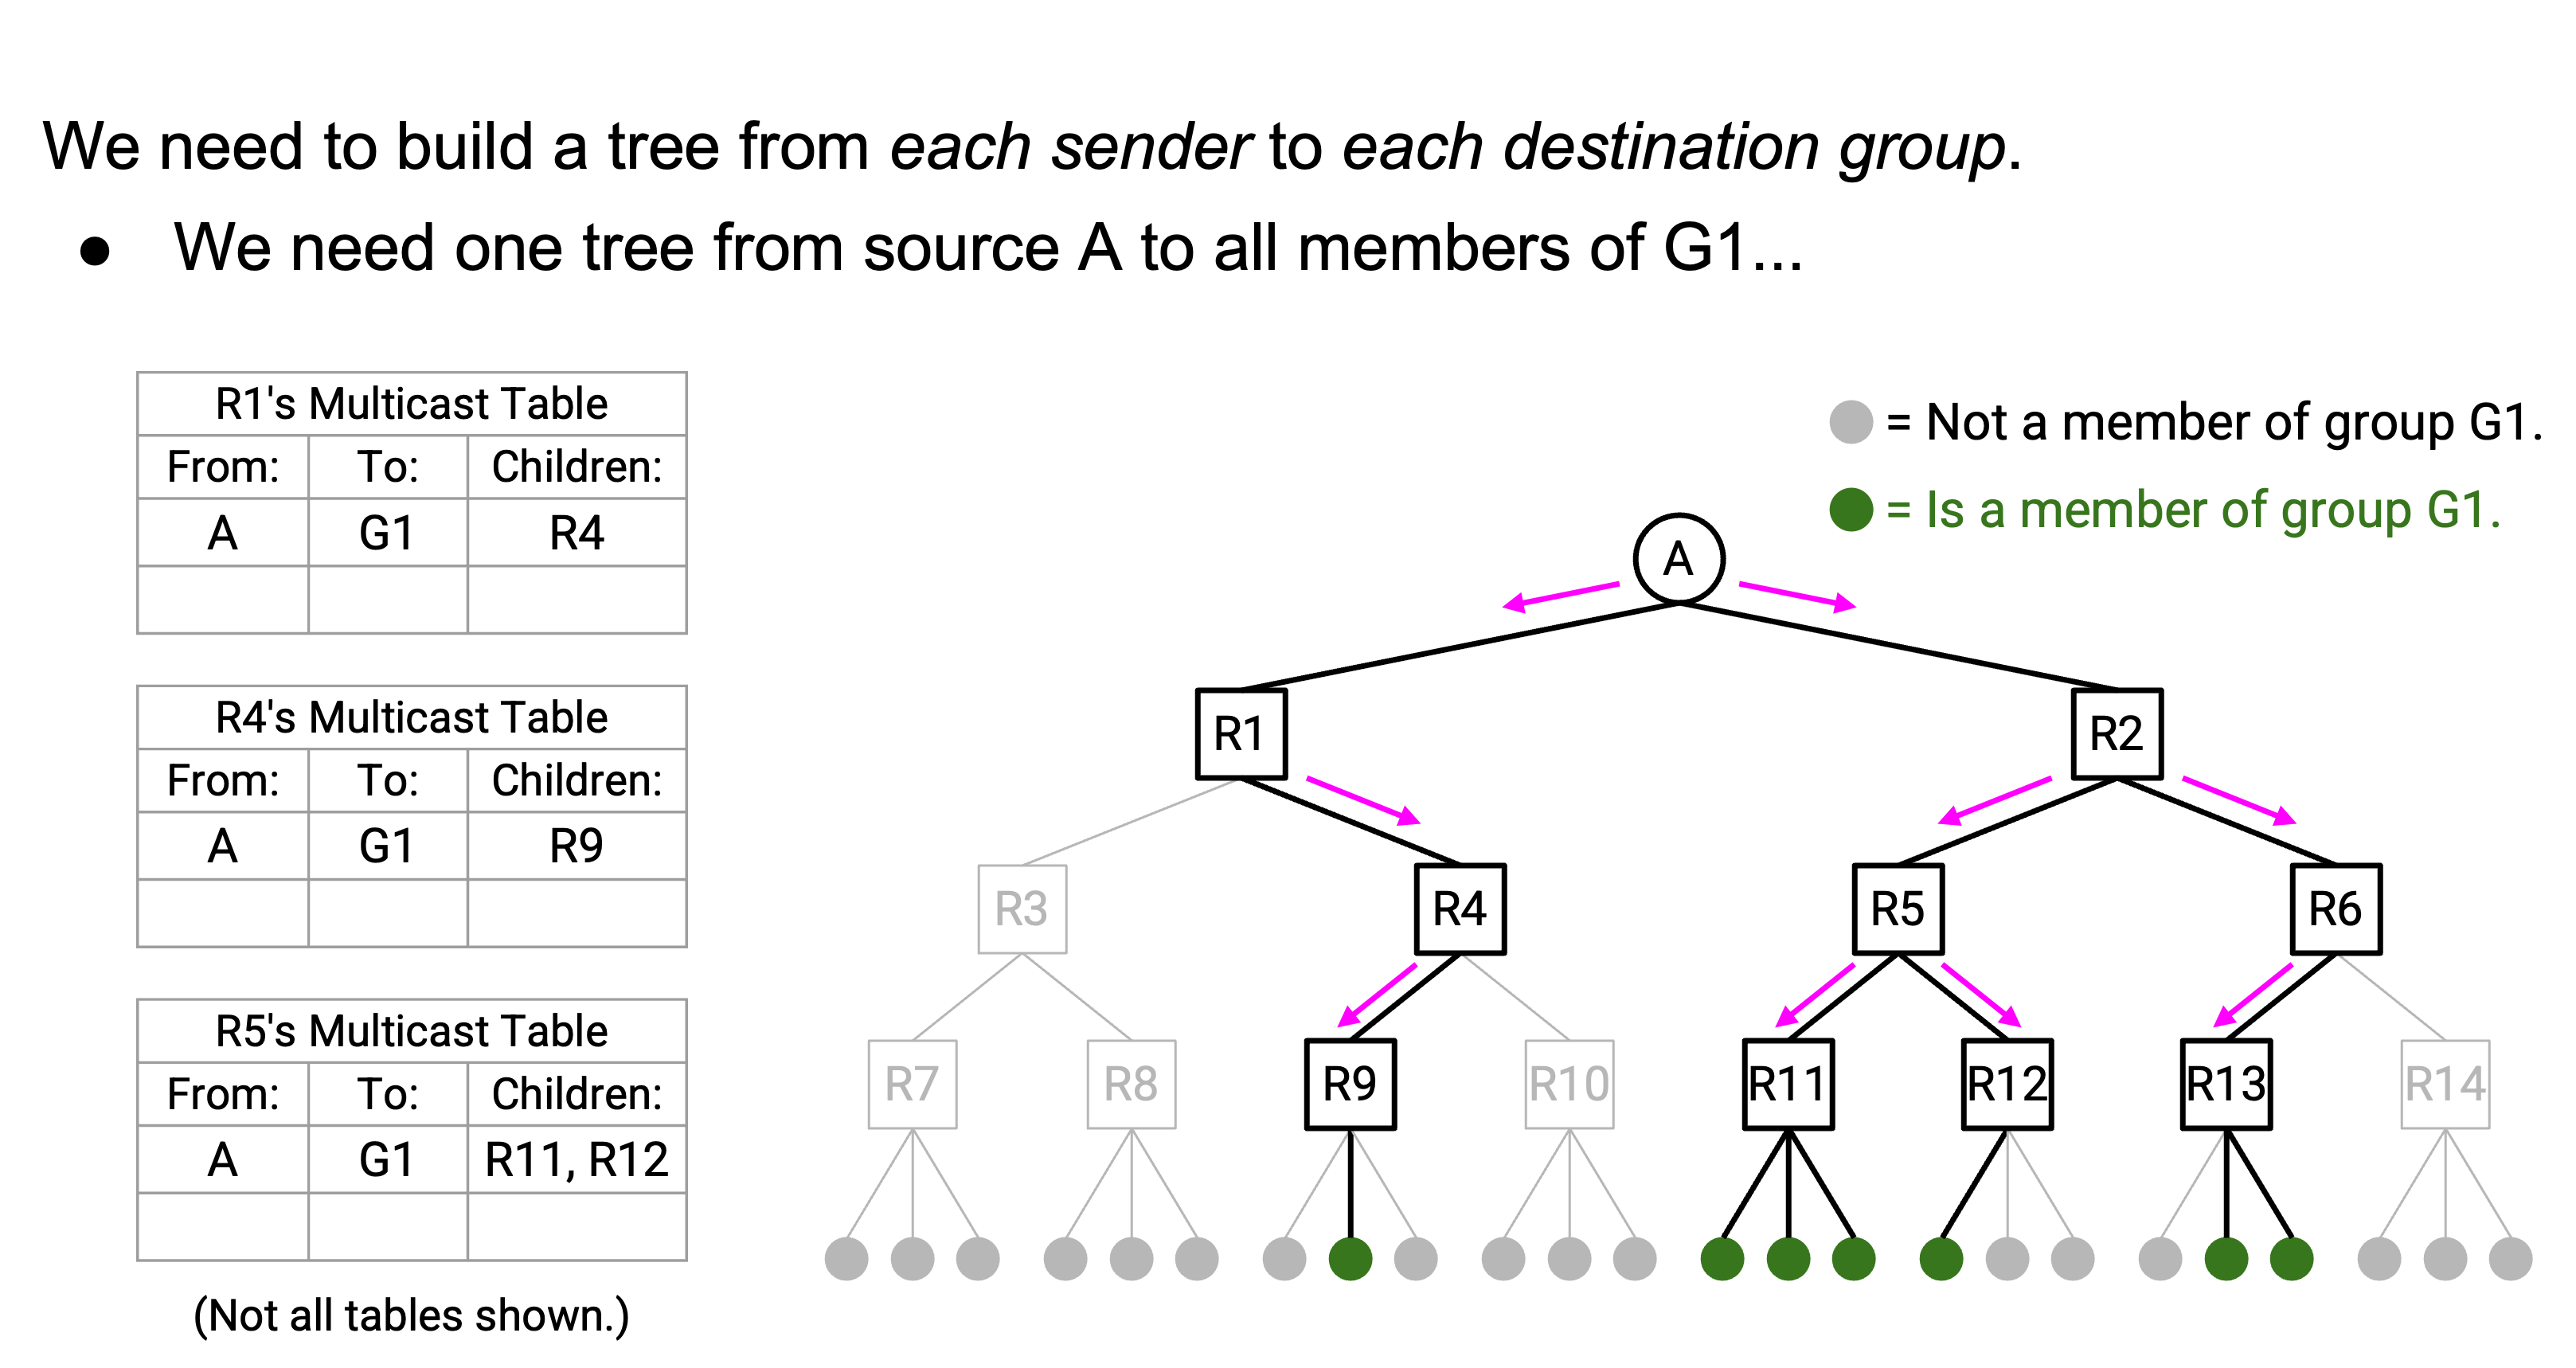 We need to build a tree from each sender to each destination group.
● We need one tree from source A to all members of G1...
R1's Multicast Table
From: To: Children:
A G1 R4
R4's Multicast Table
From: To: Children:
A G1 R9
R5's Multicast Table
From: To: Children:
A G1 R11, R12
(Not all tables shown.)
= Not a member of group G1.
= Is a member of group G1.
A
R1 R2
R3 R4 R5 R6
R7 R8 R9 R10 R11 R12 R13 R14